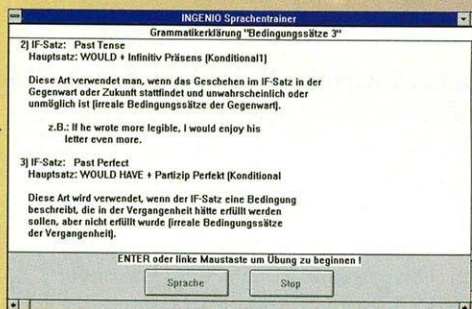 INGENIO Sprachentrainer
Grammatikerklärung "Bedingungssätze 3"
2) IF-Satz: Past Tense
Hauptsatz: WOULD + Infinitiv Präsens (Konditional1)
Diese Art verwendet man, wenn das Geschehen im IF-Satz in der
Gegenwart oder Zukunft stattfindet und unwahrscheinlich oder
unmöglich ist (irreale Bedingungssätze der Gegenwart).
z.B.: If he wrote more legible, I would enjoy his
letter even more.
3) IF-Satz: Past Perfect
Hauptsatz: WOULD HAVE + Partizip Perfekt (Konditional
Diese Art wird verwendet, wenn der IF-Satz eine Bedingung
beschreibt, die in der Vergangenheit hätte erfüllt werden
sollen, aber nicht erfüllt wurde (irreale Bedingungssätze
der Vergangenheit).
ENTER oder linke Maustaste um Übung zu beginnen !
Sprache Stop